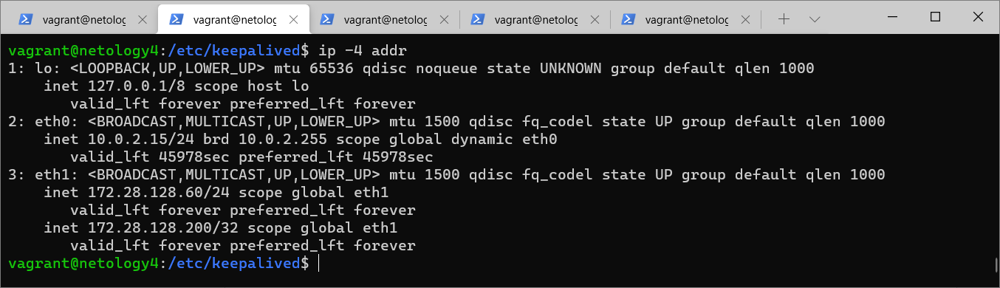 vagrant@netolog
vagrant@netolog
vagrant@netolog
vagrant@netolog
vagrant@netolog
vagrant@netology4:/etc/keepalived$ ip -4 addr
1: lo: <LOOPBACK,UP,LOWER_UP> mtu 65536 qdisc noqueue state UNKNOWN group default qlen 1000
    inet 127.0.0.1/8 scope host lo
       valid_lft forever preferred_lft forever
2: eth0: <BROADCAST,MULTICAST,UP,LOWER_UP> mtu 1500 qdisc fq_codel state UP group default qlen 1000
    inet 10.0.2.15/24 brd 10.0.2.255 scope global dynamic eth0
       valid_lft 45978sec preferred_lft 45978sec
3: eth1: <BROADCAST,MULTICAST,UP,LOWER_UP> mtu 1500 qdisc fq_codel state UP group default qlen 1000
    inet 172.28.128.60/24 scope global eth1
       valid_lft forever preferred_lft forever
    inet 172.28.128.200/32 scope global eth1
       valid_lft forever preferred_lft forever
vagrant@netology4:/etc/keepalived$